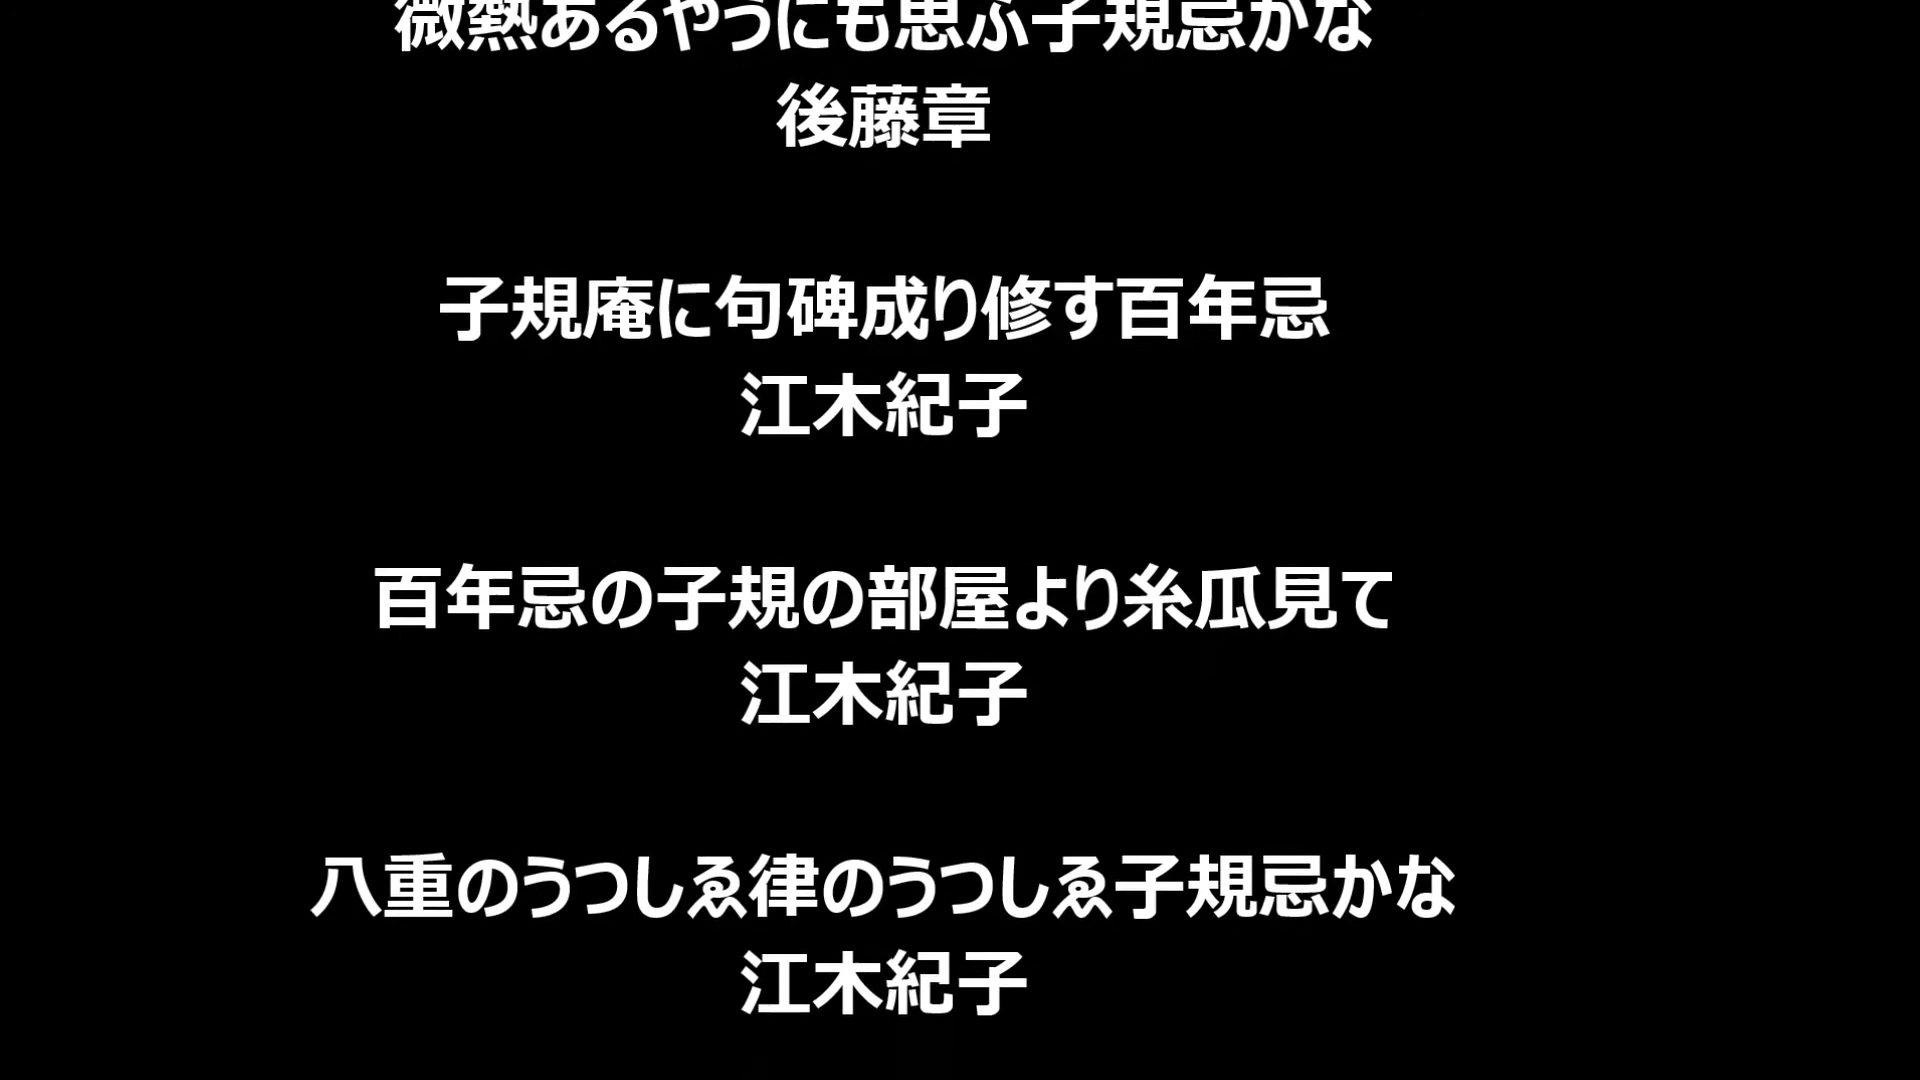 微熱あるやうにも思ふ子規忌かな
後藤章
子規庵に句碑成り修す百年忌
江木紀子
百年忌の子規の部屋より糸瓜見て
江木紀子
八重のうつしゑ律のうつしゑ子規忌かな
江木紀子